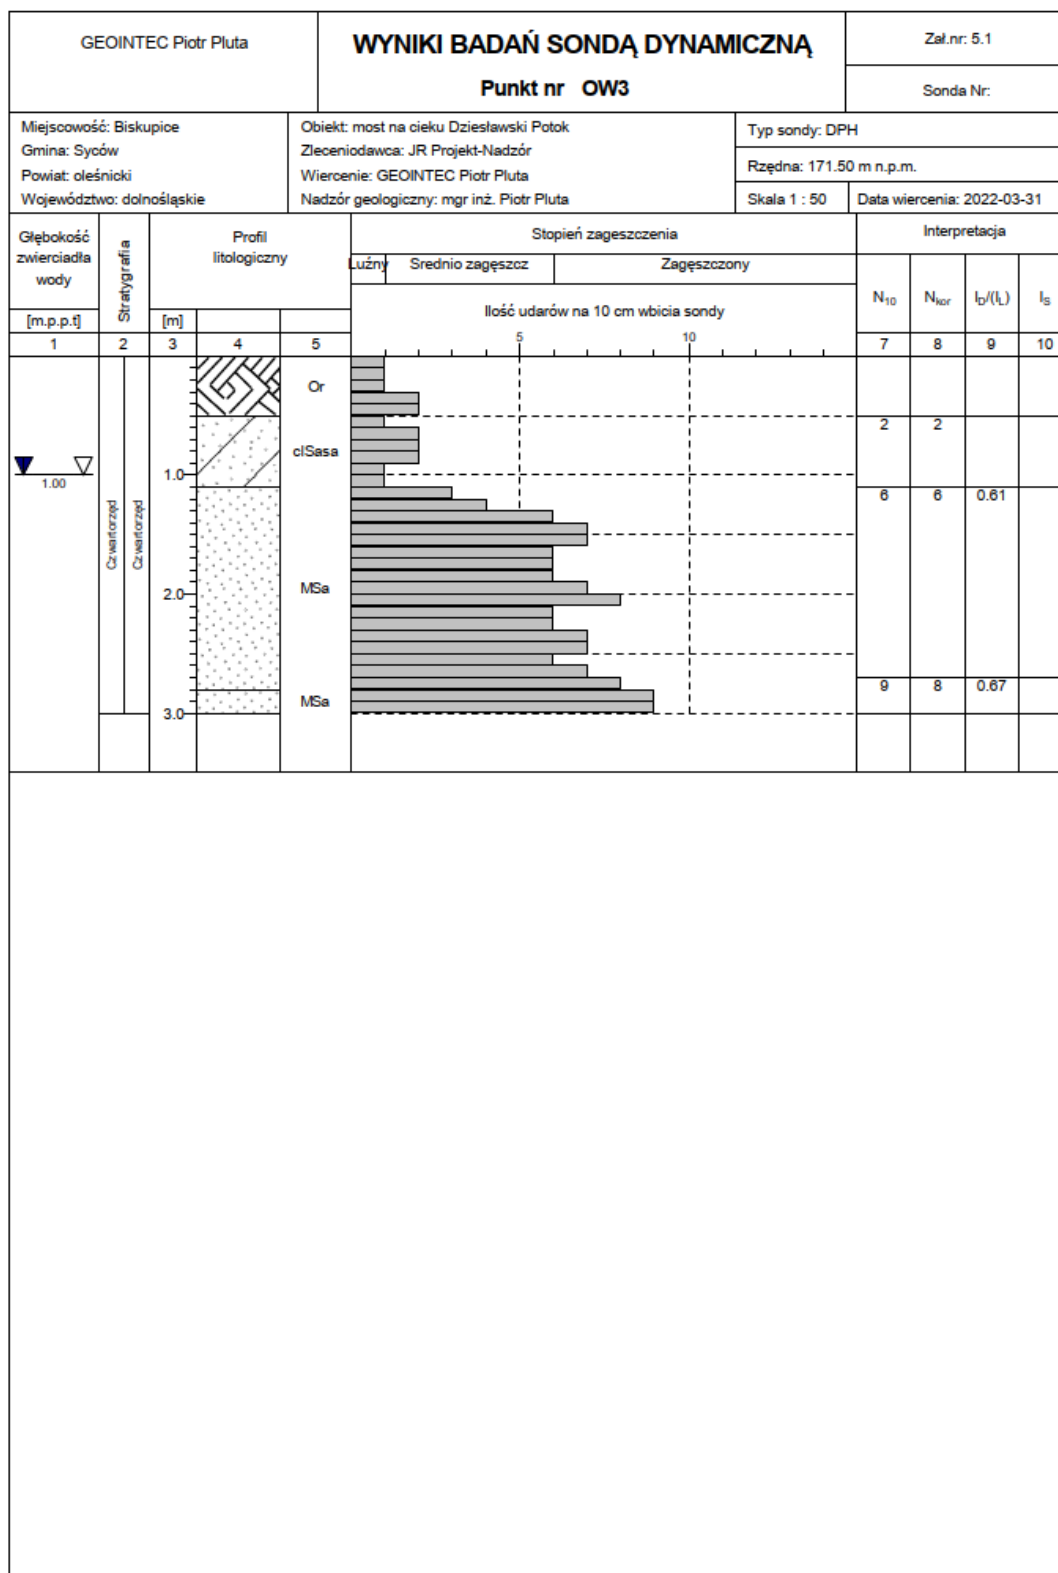 GEOINTEC Piotr Pluta
WYNIKI BADAŃ SONDĄ DYNAMICZNĄ
Punkt nr OW3
Zał.nr: 5.1
Sonda Nr:
Miejscowość: Biskupice
Gmina: Syców
Powiat: oleśnicki
Województwo: dolnośląskie
Obiekt: most na cieku Dziesławski Potok
Zleceniodawca: JR Projekt-Nadzór
Wiercenie: GEOINTEC Piotr Pluta
Nadzór geologiczny: mgr inż. Piotr Pluta
Typ sondy: DPH
Rzędna: 171.50 m n.p.m.
Skala 1 : 50
Data wiercenia: 2022-03-31
Głębokość
zwierciadła
wody
[m.p.p.t]
Stratygrafia
Profil
litologiczny
[m]
Stopień zageszczenia
Luźny
Srednio zagęszcz
Zagęszczony
Ilość udarów na 10 cm wbicia sondy
5
10
Interpretacja
N10
Nkor
ID/(IL)
IS
1
2
3
4
5
7
8
9
10
Or
clSasa
2
2
1.00
1.0
6
6
0.61
Czwartorzęd
Czwartorzęd
2.0
MSa
9
8
0.67
MSa
3.0